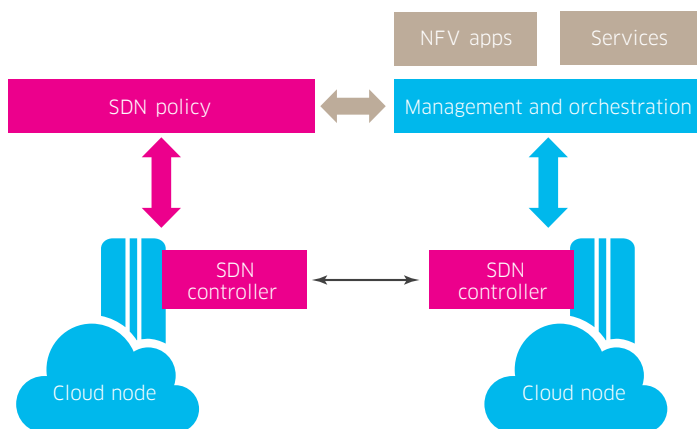 NFV apps
Services
SDN policy
Management and orchestration
SDN
controller
SDN
controller
Cloud node
Cloud node